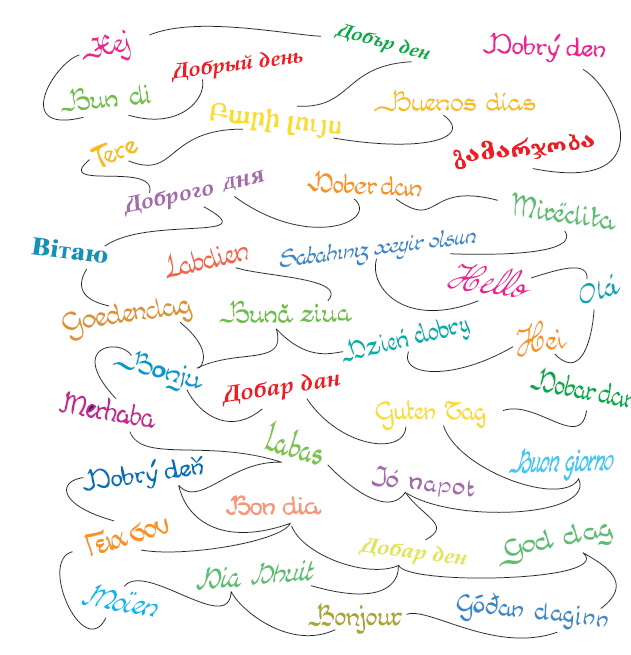 Hej
Добър ден
Dobrý den
Добрый день
Bun di
Բարի լույս
Buenos días
Tere
გამარჯობა
Доброго дня
Dober dan
Mirëdita
Вітаю
Labdien
Sabahınız xeyir olsun
Hello
Olá
Goedendag
Bună ziua
Dzień dobry
Hei
Bonju
Добар дан
Dobar dan
Merhaba
Guten Tag
Labas
Buon giorno
Dobrý deň
Jó napot
Bon dia
Γεια σου
Добар ден
God dag
Dia Dhuit
Moïen
Bonjour
Góðan daginn